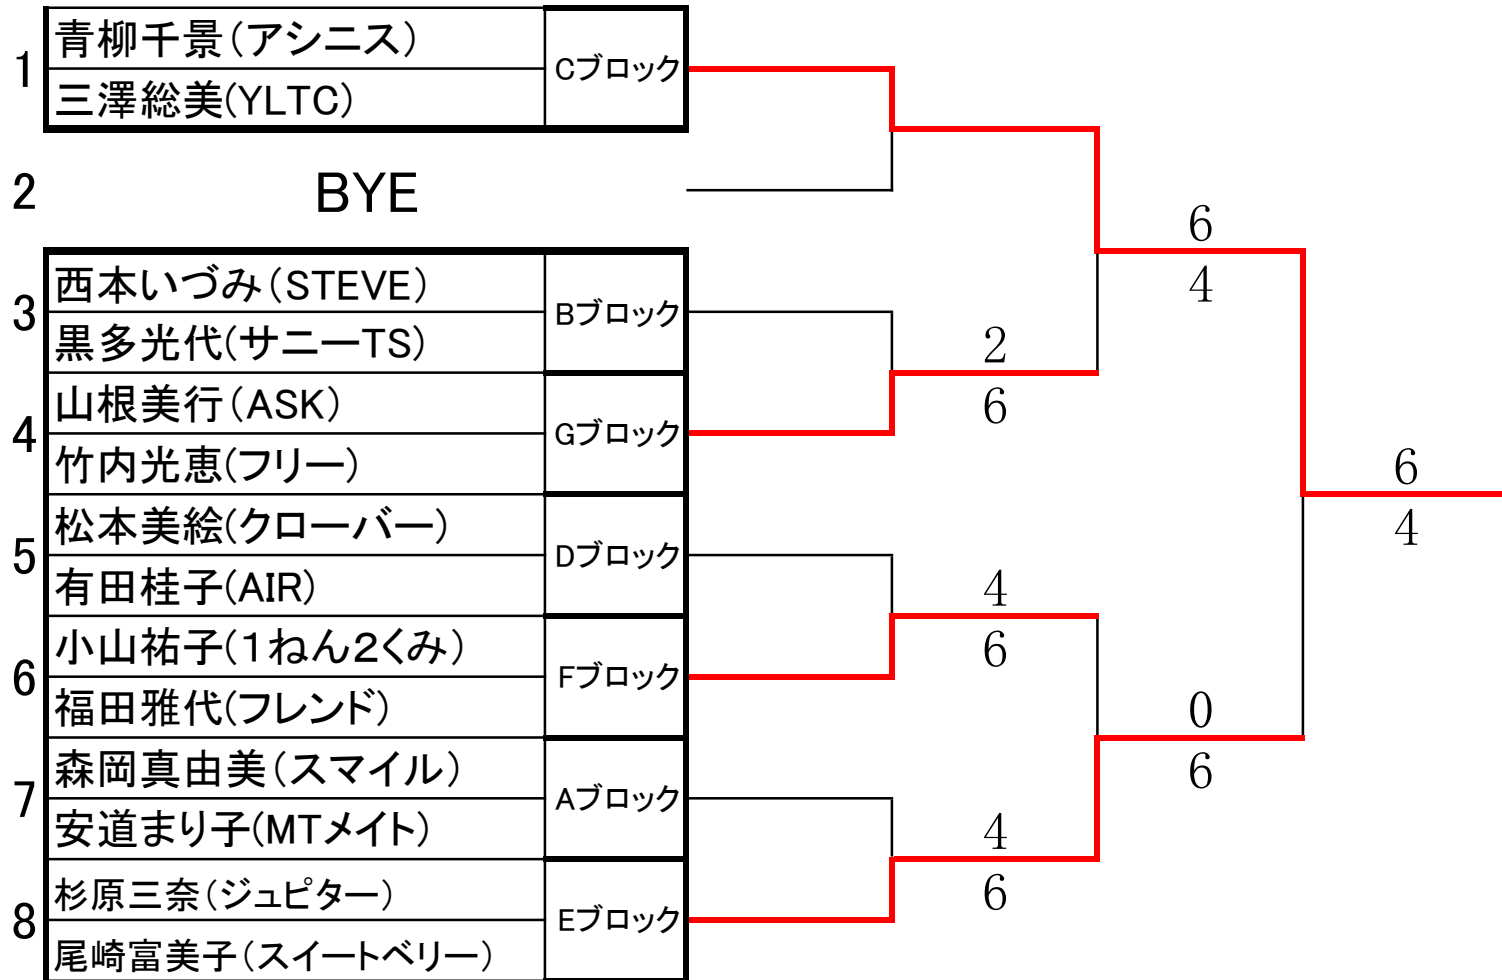 青柳千景(アシニス)
1
Cブロック
三澤総美(YLTC)
2
BYE
6
4
西本いづみ(STEVE)
3
Bブロック
黒多光代(サニーTS)
2
6
山根美行(ASK)
4
Gブロック
竹内光恵(フリー)
6
4
松本美絵(クローバー)
5
Dブロック
有田桂子(AIR)
4
6
小山祐子(1ねん2くみ)
6
Fブロック
福田雅代(フレンド)
0
6
森岡真由美(スマイル)
7
Aブロック
安道まり子(MTメイト)
4
6
杉原三奈(ジュピター)
8
Eブロック
尾崎富美子(スイートベリー)